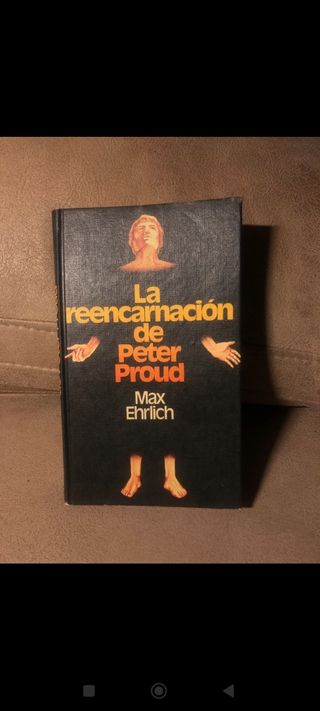 La
reencarnación
de
Peter
Proud
Max
Ehrlich